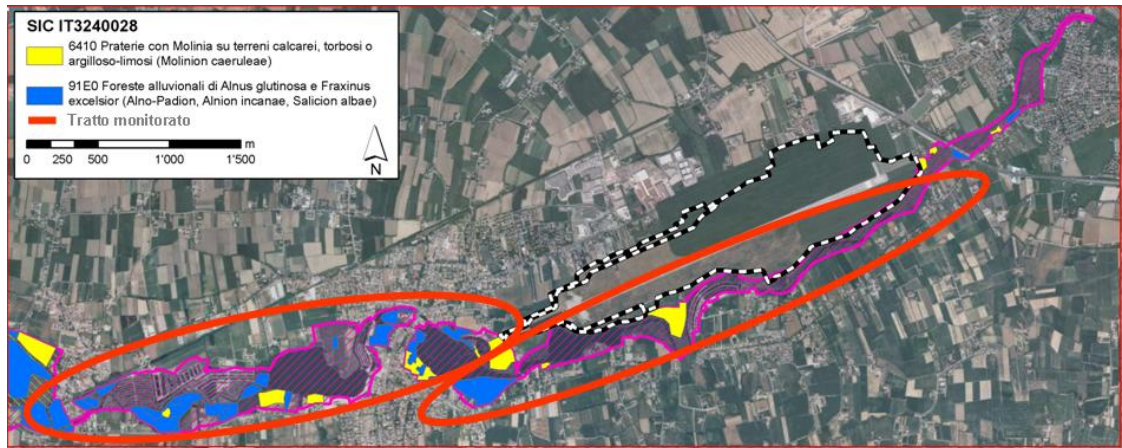 SIC IT3240028
6410 Praterie con Molinia su terreni calcarei, torbosi o
argilloso-limosi (Molinion caeruleae)
91E0 Foreste alluvionali di Alnus glutinosa e Fraxinus
excelsior (Alno-Padion, Alnion incanae, Salicion albae)
Tratto monitorato
m
0 250 500 1'000 1'500
N